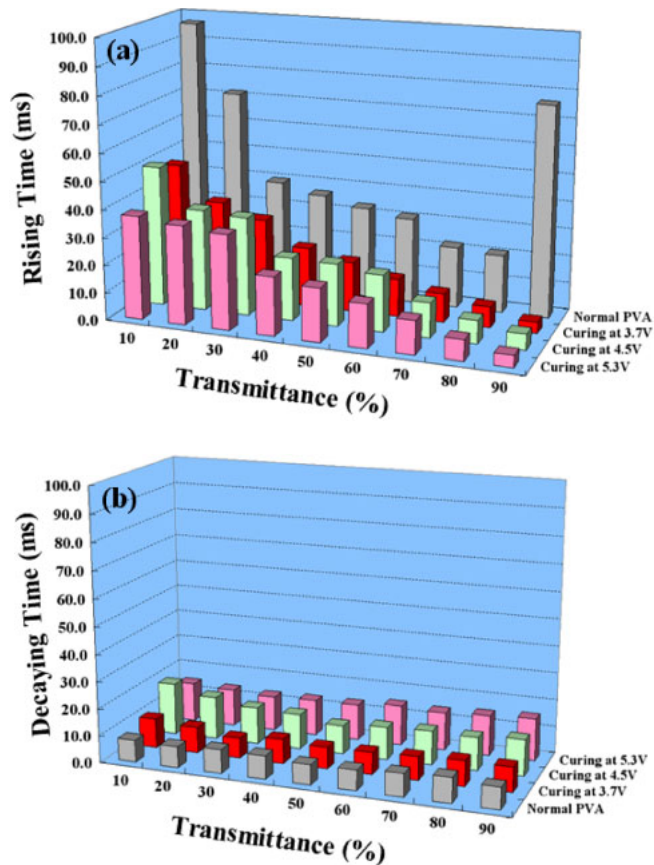 (a)
100.0
90.0
80.0
70.0
60.0
50.0
40.0
30.0
20.0
10.0
0.0
Rising Time (ms)
10 20 30 40 50 60 70 80 90
Transmittance (%)
Normal PVA
Curing at 3.7V
Curing at 4.5V
Curing at 5.3V
(b)
100.0
90.0
80.0
70.0
60.0
50.0
40.0
30.0
20.0
10.0
0.0
Decaying Time (ms)
10 20 30 40 50 60 70 80 90
Transmittance (%)
Curing at 5.3V
Curing at 4.5V
Curing at 3.7V
Normal PVA